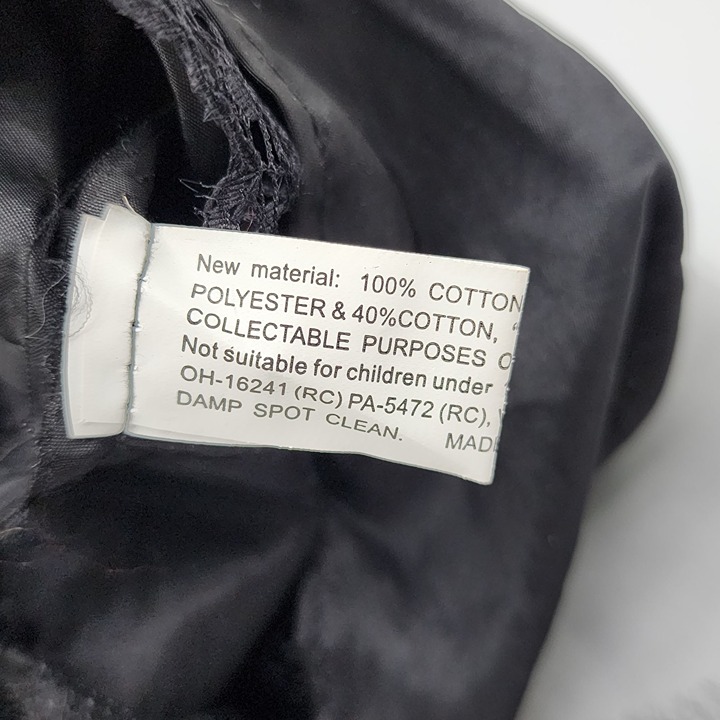 New material: 100% COTTON
POLYESTER & 40%COTTON,
COLLECTABLE PURPOSES
Not suitable for children under
OH-16241 (RC) PA-5472 (RC),
DAMP SPOT CLEAN.